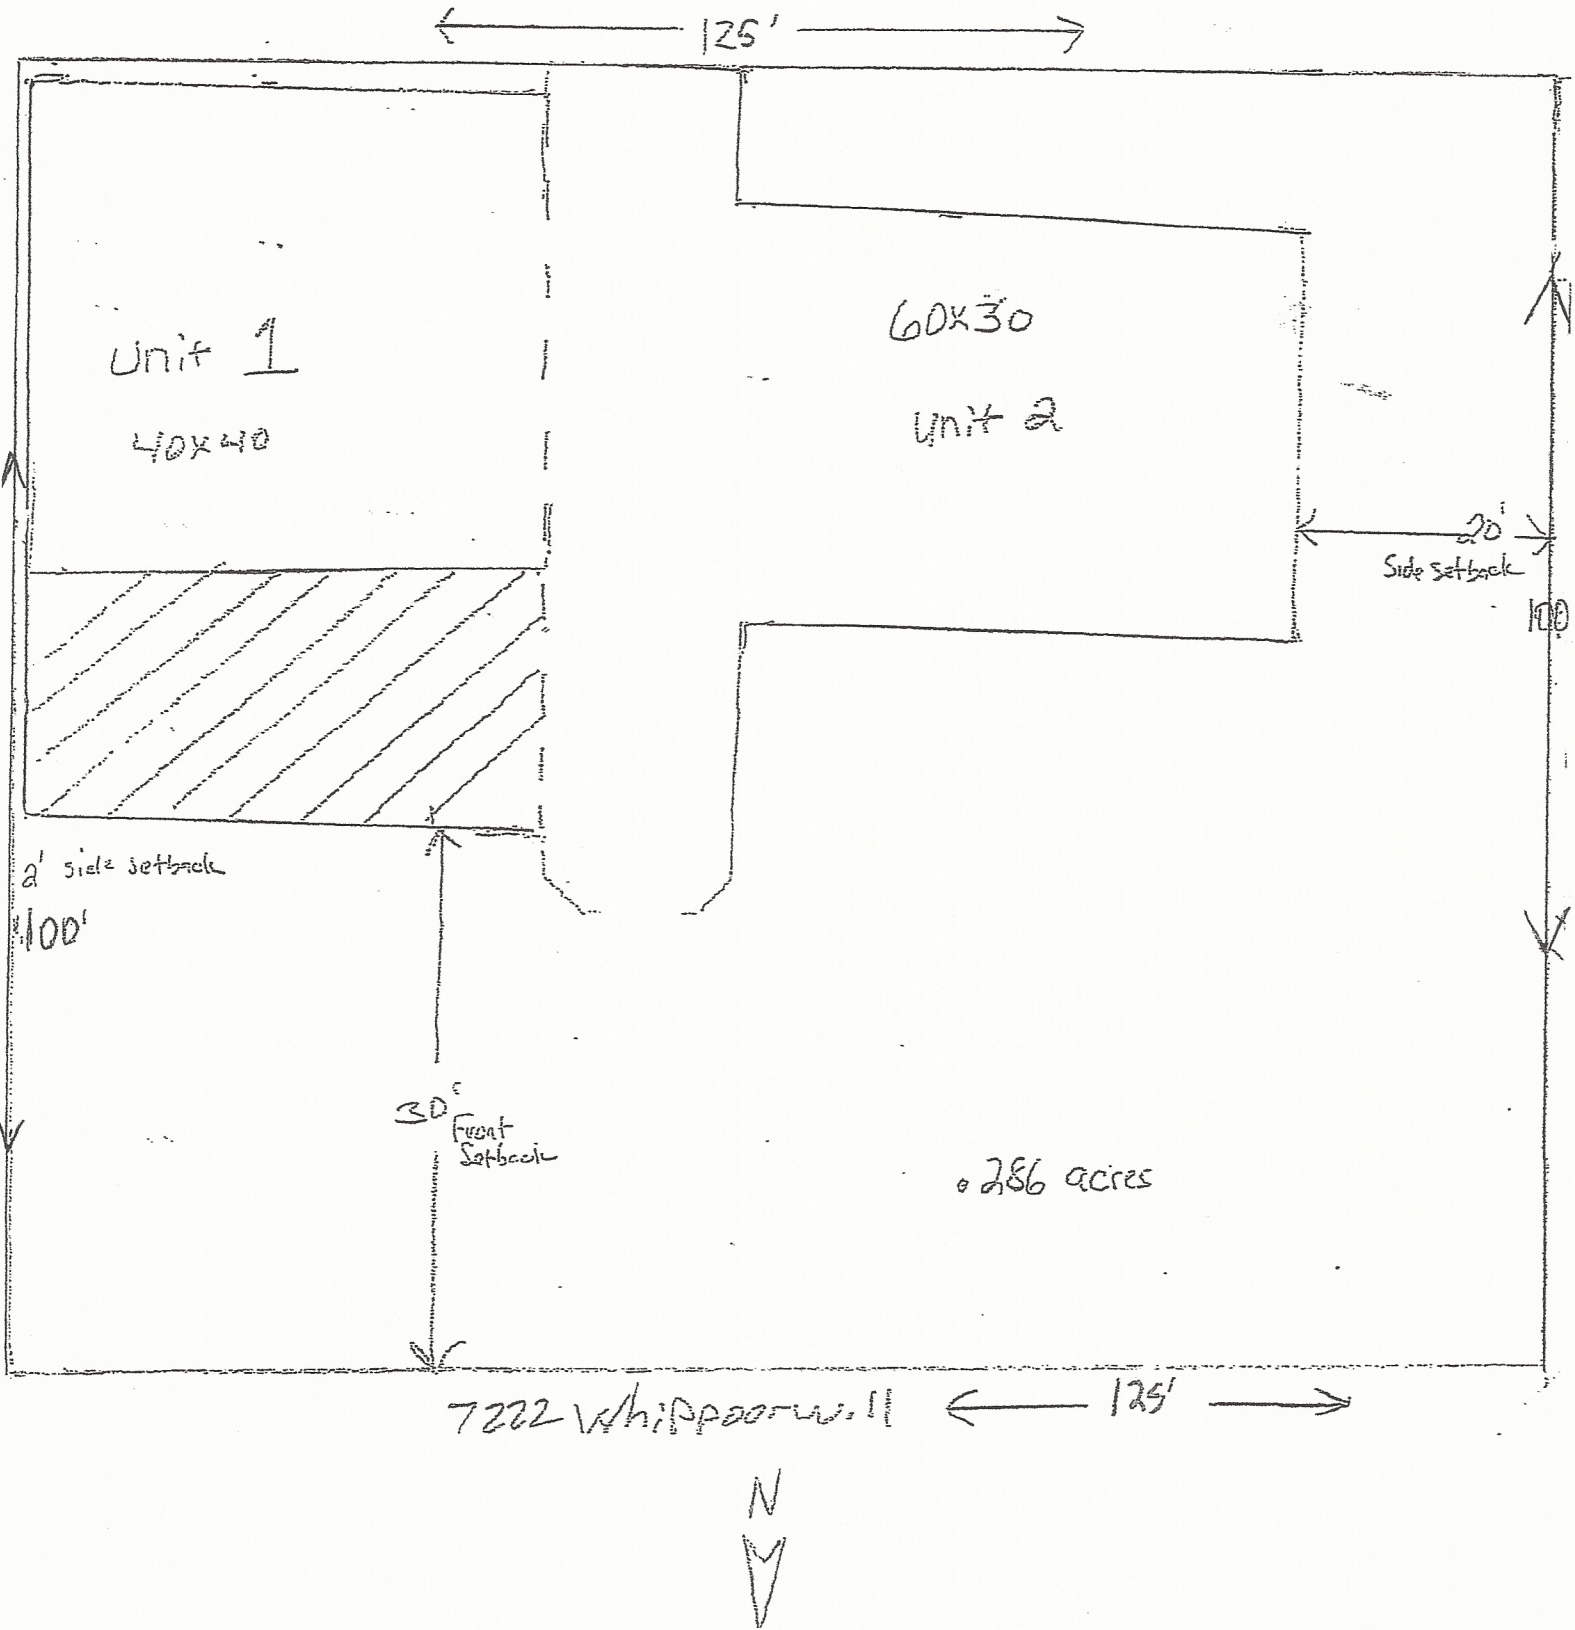 125'
60x30
Unit 1
Unit 2
40x40
20'
Side setback
100
2' side setback
100'
30'
Front
Setback
.286 acres
7222 Whippoorwill
125'
N